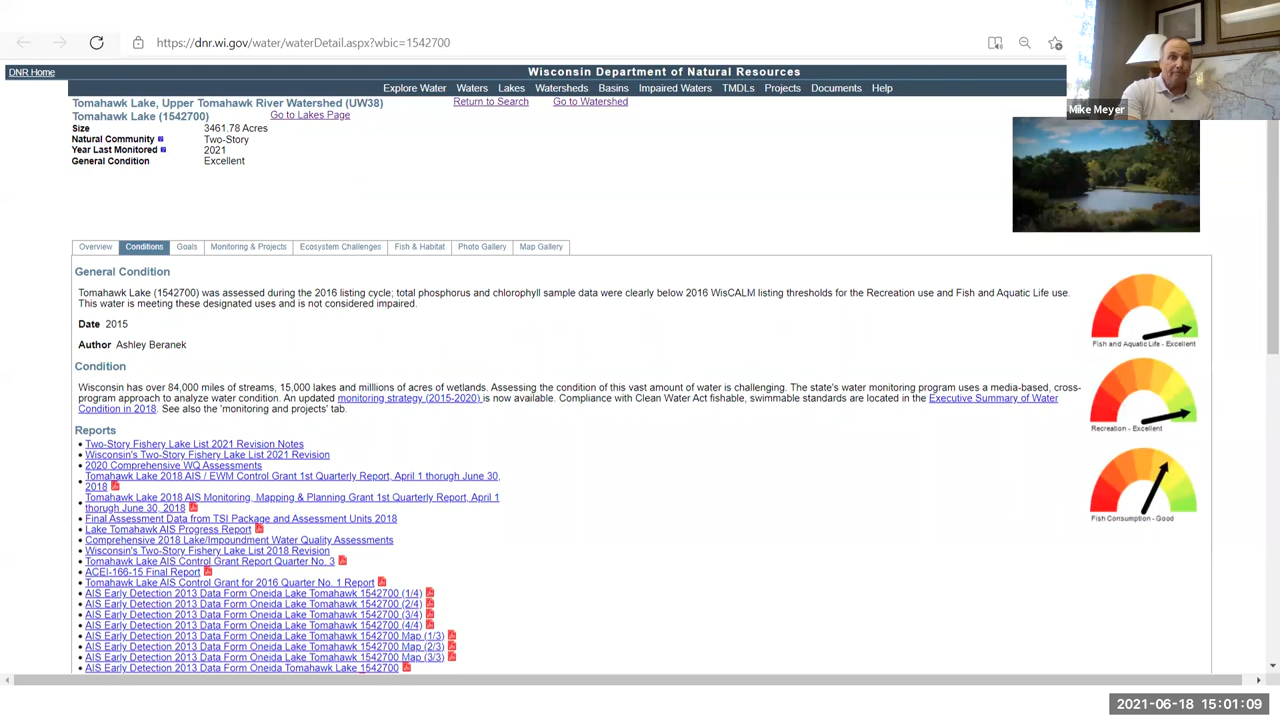 https://dnr.wi.gov/water/waterDetail.aspx?wbic=1542700
DNR Home
Wisconsin Department of Natural Resources
Explore Water Waters Lakes Watersheds Basins Impaired Waters TMDLs Projects Documents Help
Mike Meyer
Tomahawk Lake, Upper Tomahawk River Watershed (UW38) Return to Search Go to Watershed
Tomahawk Lake (1542700) Go to Lakes Page
Size 3461.78 Acres
Natural Community Two-Story
Year Last Monitored 2021
General Condition Excellent
Overview Conditions Goals Monitoring & Projects Ecosystem Challenges Fish & Habitat Photo Gallery Map Gallery
General Condition
Tomahawk Lake (1542700) was assessed during the 2016 listing cycle; total phosphorus and chlorophyll sample data were clearly below 2016 WisCALM listing thresholds for the Recreation use and Fish and Aquatic Life use.
This water is meeting these designated uses and is not considered impaired.
Date 2015
Author Ashley Beranek
Fish and Aquatic Life - Excellent
Condition
Wisconsin has over 84,000 miles of streams, 15,000 lakes and milllions of acres of wetlands. Assessing the condition of this vast amount of water is challenging. The state's water monitoring program uses a media-based, cross-
program approach to analyze water condition. An updated monitoring strategy (2015-2020) is now available. Compliance with Clean Water Act fishable, swimmable standards are located in the Executive Summary of Water
Condition in 2018. See also the 'monitoring and projects' tab.
Recreation - Excellent
Reports
Two-Story Fishery Lake List 2021 Revision Notes
Wisconsin's Two-Story Fishery Lake List 2021 Revision
2020 Comprehensive WQ Assessments
Tomahawk Lake 2018 AIS / EWM Control Grant 1st Quarterly Report, April 1 thorugh June 30,
2018
Tomahawk Lake 2018 AIS Monitoring, Mapping & Planning Grant 1st Quarterly Report, April 1
thorugh June 30, 2018
Final Assessment Data from TSI Package and Assessment Units 2018
Fish Consumption - Good
Lake Tomahawk AIS Progress Report
Comprehensive 2018 Lake/Impoundment Water Quality Assessments
Wisconsin's Two-Story Fishery Lake List 2018 Revision
Tomahawk Lake AIS Control Grant Report Quarter No. 3
ACEI-166-15 Final Report
Tomahawk Lake AIS Control Grant for 2016 Quarter No. 1 Report
AIS Early Detection 2013 Data Form Oneida Lake Tomahawk 1542700 (1/4)
AIS Early Detection 2013 Data Form Oneida Lake Tomahawk 1542700 (2/4)
AIS Early Detection 2013 Data Form Oneida Lake Tomahawk 1542700 (3/4)
AIS Early Detection 2013 Data Form Oneida Lake Tomahawk 1542700 (4/4)
AIS Early Detection 2013 Data Form Oneida Lake Tomahawk 1542700 Map (1/3)
AIS Early Detection 2013 Data Form Oneida Lake Tomahawk 1542700 Map (2/3)
AIS Early Detection 2013 Data Form Oneida Lake Tomahawk 1542700 Map (3/3)
AIS Early Detection 2013 Data Form Oneida Tomahawk Lake 1542700
2021-06-18 15:01:09